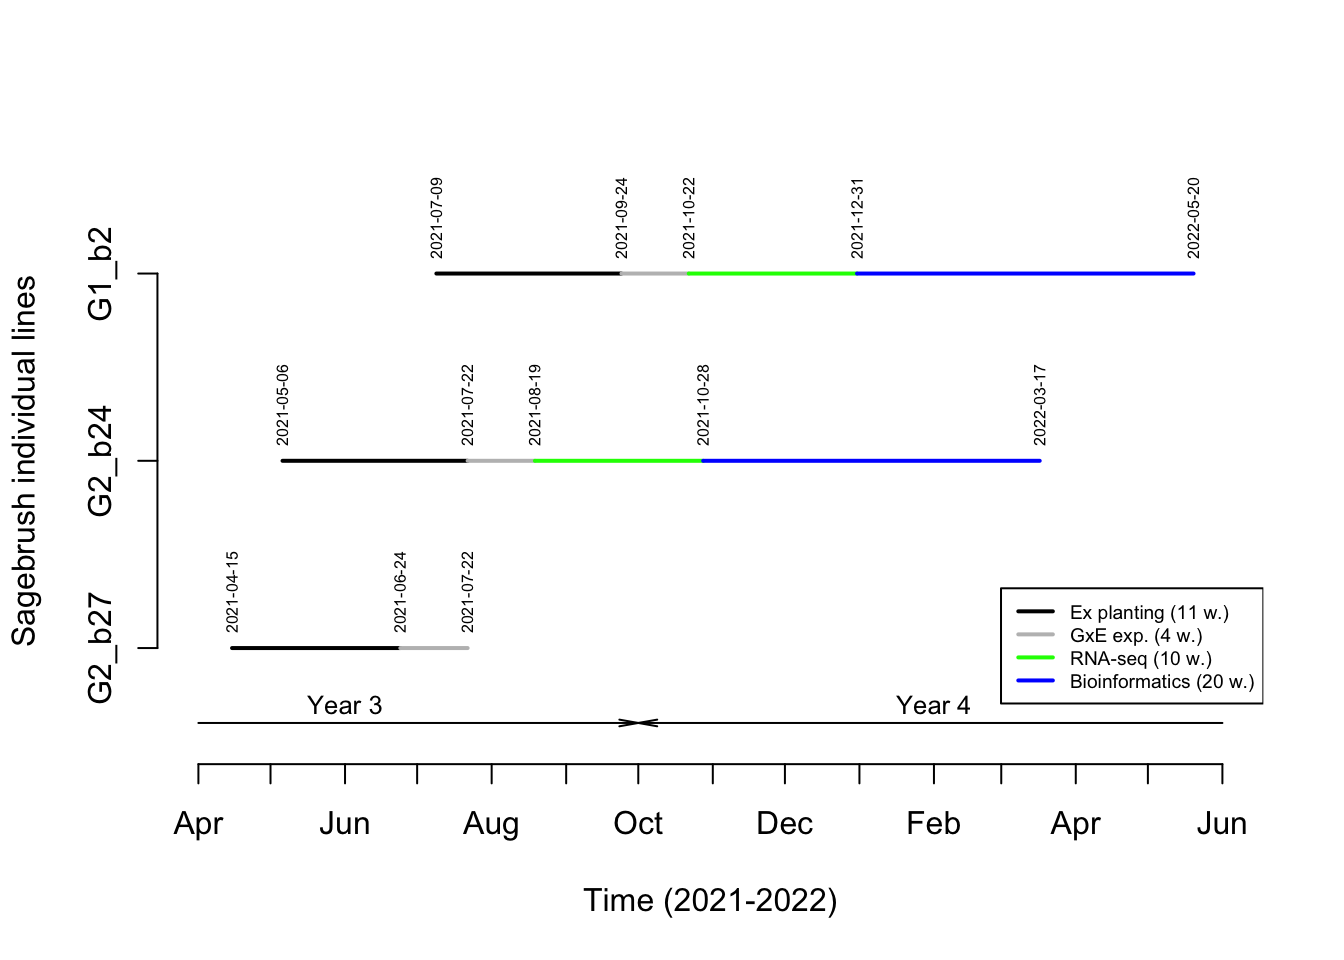 2021-07-09
2021-09-24
2021-10-22
2021-12-31
2022-05-20
G1_b2
2021-05-06
2021-07-22
2021-08-19
2021-10-28
2022-03-17
G2_b24
2021-04-15
2021-06-24
2021-07-22
G2_b27
Sagebrush individual lines
Ex planting (11 w.)
GxE exp. (4 w.)
RNA-seq (10 w.)
Bioinformatics (20 w.)
Year 3
Year 4
Apr Jun Aug Oct Dec Feb Apr Jun
Time (2021-2022)